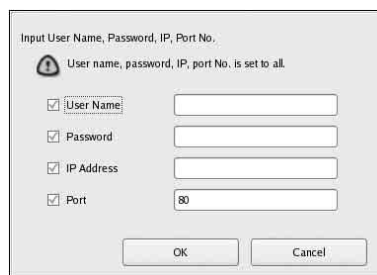 Input User Name, Password, IP, Port No.
User name, password, IP, port No. is set to all.
User Name
Password
IP Address
Port 80
OK Cancel